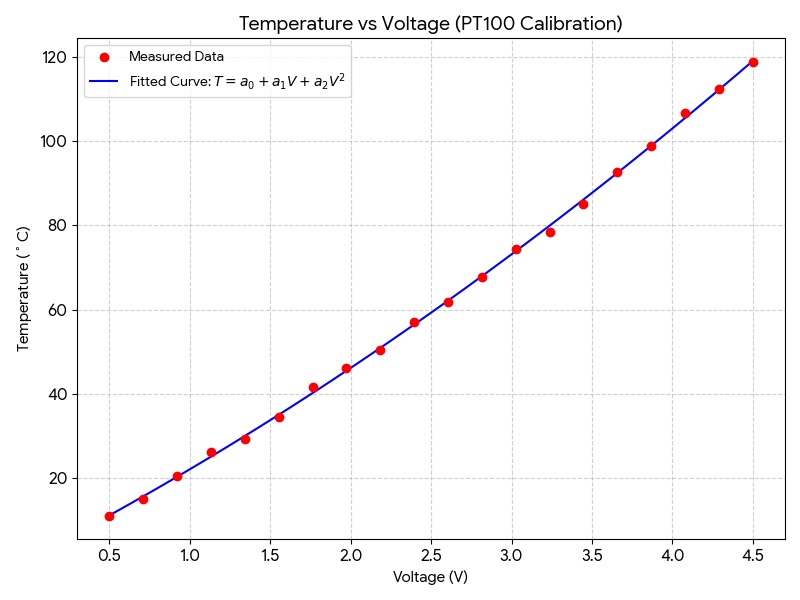 Temperature vs Voltage (PT100 Calibration)
Measured Data
Fitted Curve: T = a₀ + a₁V + a₂V²
120
100
80
60
40
20
Temperature (˚C)
0.5 1.0 1.5 2.0 2.5 3.0 3.5 4.0 4.5
Voltage (V)